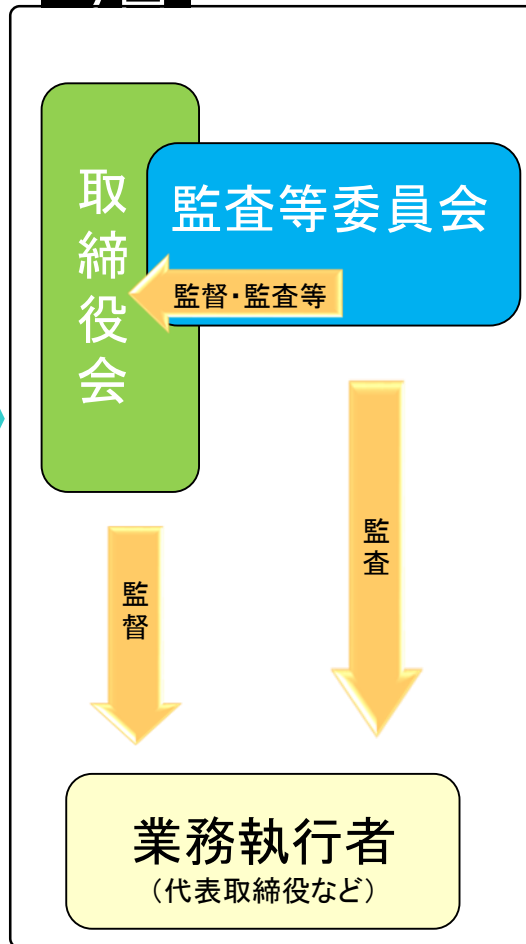 取締役会
監査等委員会
監督・監査等
監査
監督
業務執行者
（代表取締役など）